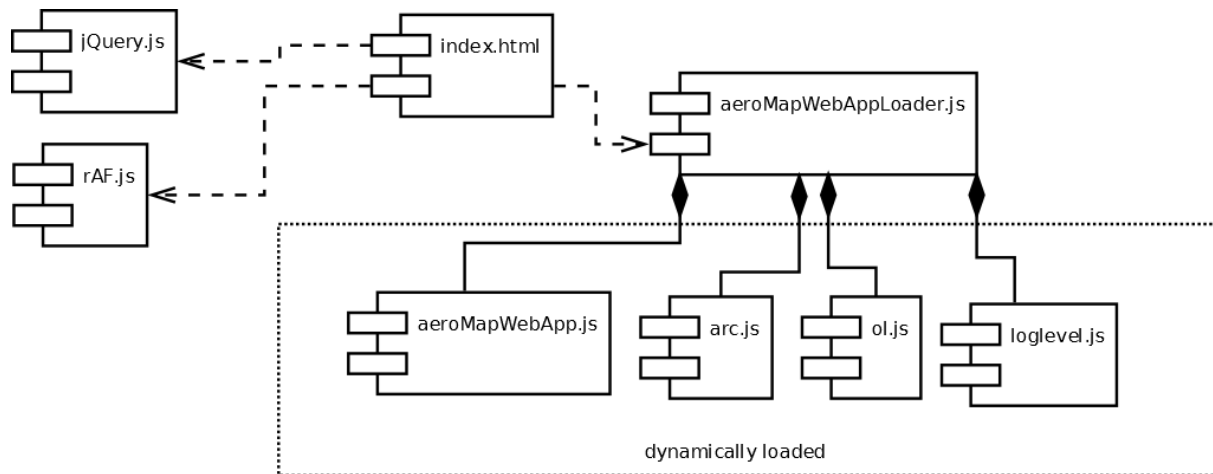 jQuery.js
index.html
aeroMapWebAppLoader.js
rAF.js
aeroMapWebApp.js
arc.js
ol.js
loglevel.js
dynamically loaded